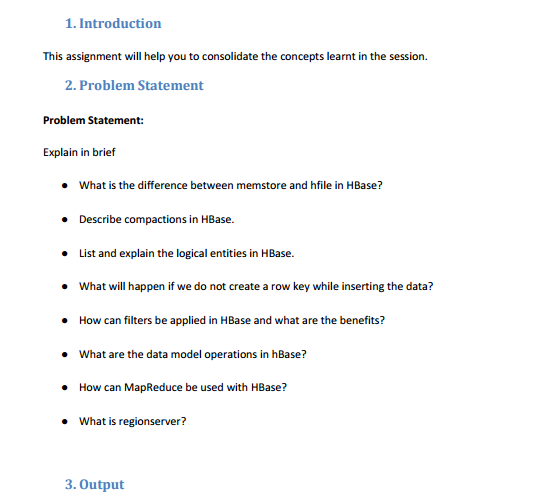 1. Introduction
This assignment will help you to consolidate the concepts learnt in the session.
2. Problem Statement
Problem Statement:
Explain in brief
● What is the difference between memstore and hfile in HBase?
● Describe compactions in HBase.
● List and explain the logical entities in HBase.
● What will happen if we do not create a row key while inserting the data?
● How can filters be applied in HBase and what are the benefits?
● What are the data model operations in hBase?
● How can MapReduce be used with HBase?
● What is regionserver?
3. Output